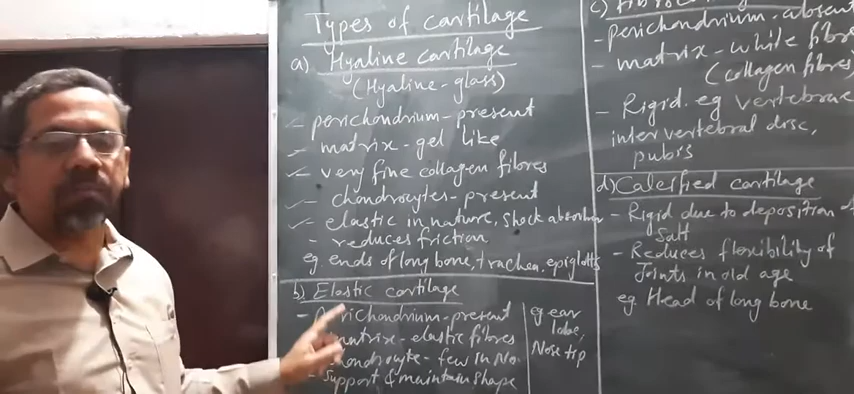 Types of cartilage
a) Hyaline cartilage
(Hyaline-glass)
- perichondrium-present
- matrix-gel like
- very fine collagen fibres
- chondrocytes-present
- elastic in nature, shock absorber
- reduces friction
eg ends of long bone, trachea, epiglottis
b) Elastic cartilage
- perichondrium-present
matrix-elastic fibres
chondrocyte-few in No.
- support & maintain shape
eg ear
lobe,
Nose tip
c)
perichondrium-absent
- matrix-white fibre
(collagen fibres)
- Rigid. eg vertebrae
intervertebral disc,
pubis
d) Calcified cartilage
- Rigid due to deposition of
salt
- Reduces flexibility of
Joints in old age
eg Head of long bone